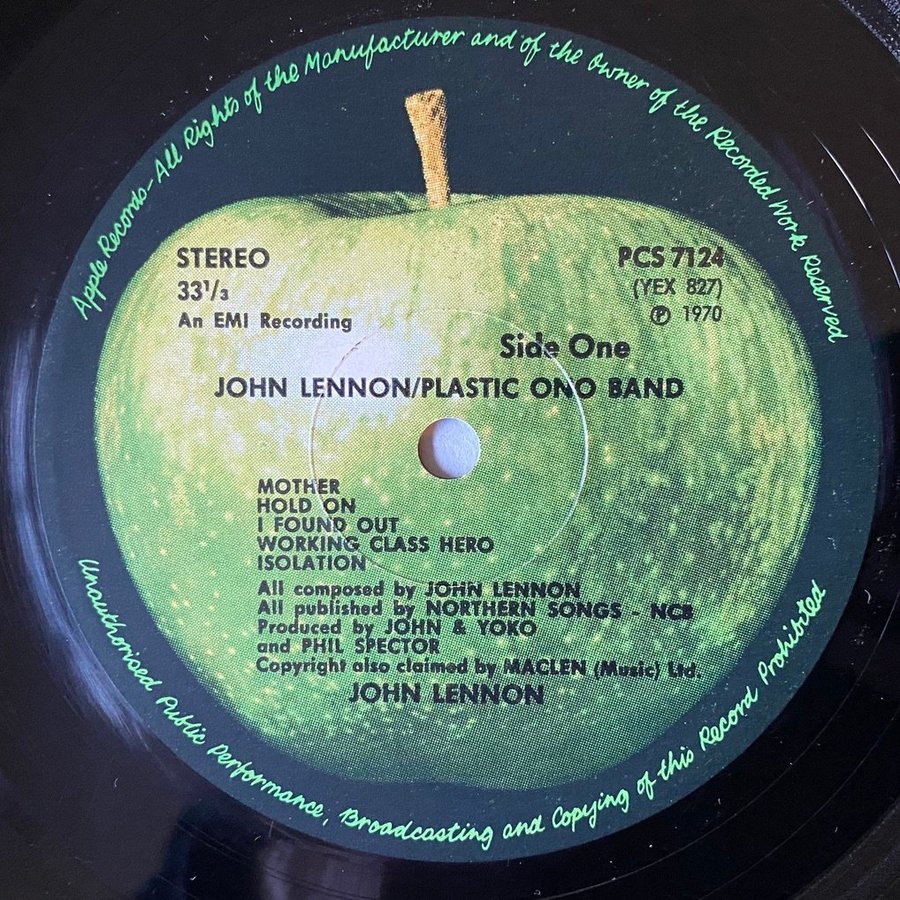 Apple Records—All Rights of the Manufacturer and of the Owner of the Recorded Work Reserved
STEREO
33 1/3
An EMI Recording
PCS 7124
(YEX 827)
℗ 1970
Side One
JOHN LENNON/PLASTIC ONO BAND
MOTHER
HOLD ON
I FOUND OUT
WORKING CLASS HERO
ISOLATION
All composed by JOHN LENNON
All published by NORTHERN SONGS - NCB
Produced by JOHN & YOKO
and PHIL SPECTOR
Copyright also claimed by MACLEN (Music) Ltd.
JOHN LENNON
Unauthorised Public Performance, Broadcasting and Copying of this Record Prohibited